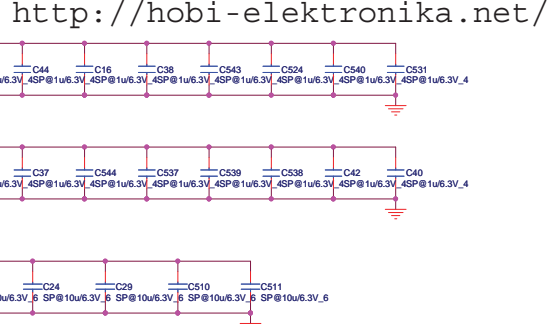 http://hobi-elektronika.net/
C44 C16 C38 C543 C524 C540 C531
u/6.3V_4SP@1u/6.3V_4SP@1u/6.3V_4SP@1u/6.3V_4SP@1u/6.3V_4SP@1u/6.3V_4SP@1u/6.3V_4
C37 C544 C537 C539 C538 C42 C40
u/6.3V_4SP@1u/6.3V_4SP@1u/6.3V_4SP@1u/6.3V_4SP@1u/6.3V_4SP@1u/6.3V_4SP@1u/6.3V_4
C24 C29 C510 C511
0u/6.3V_6 SP@10u/6.3V_6 SP@10u/6.3V_6 SP@10u/6.3V_6 SP@10u/6.3V_6